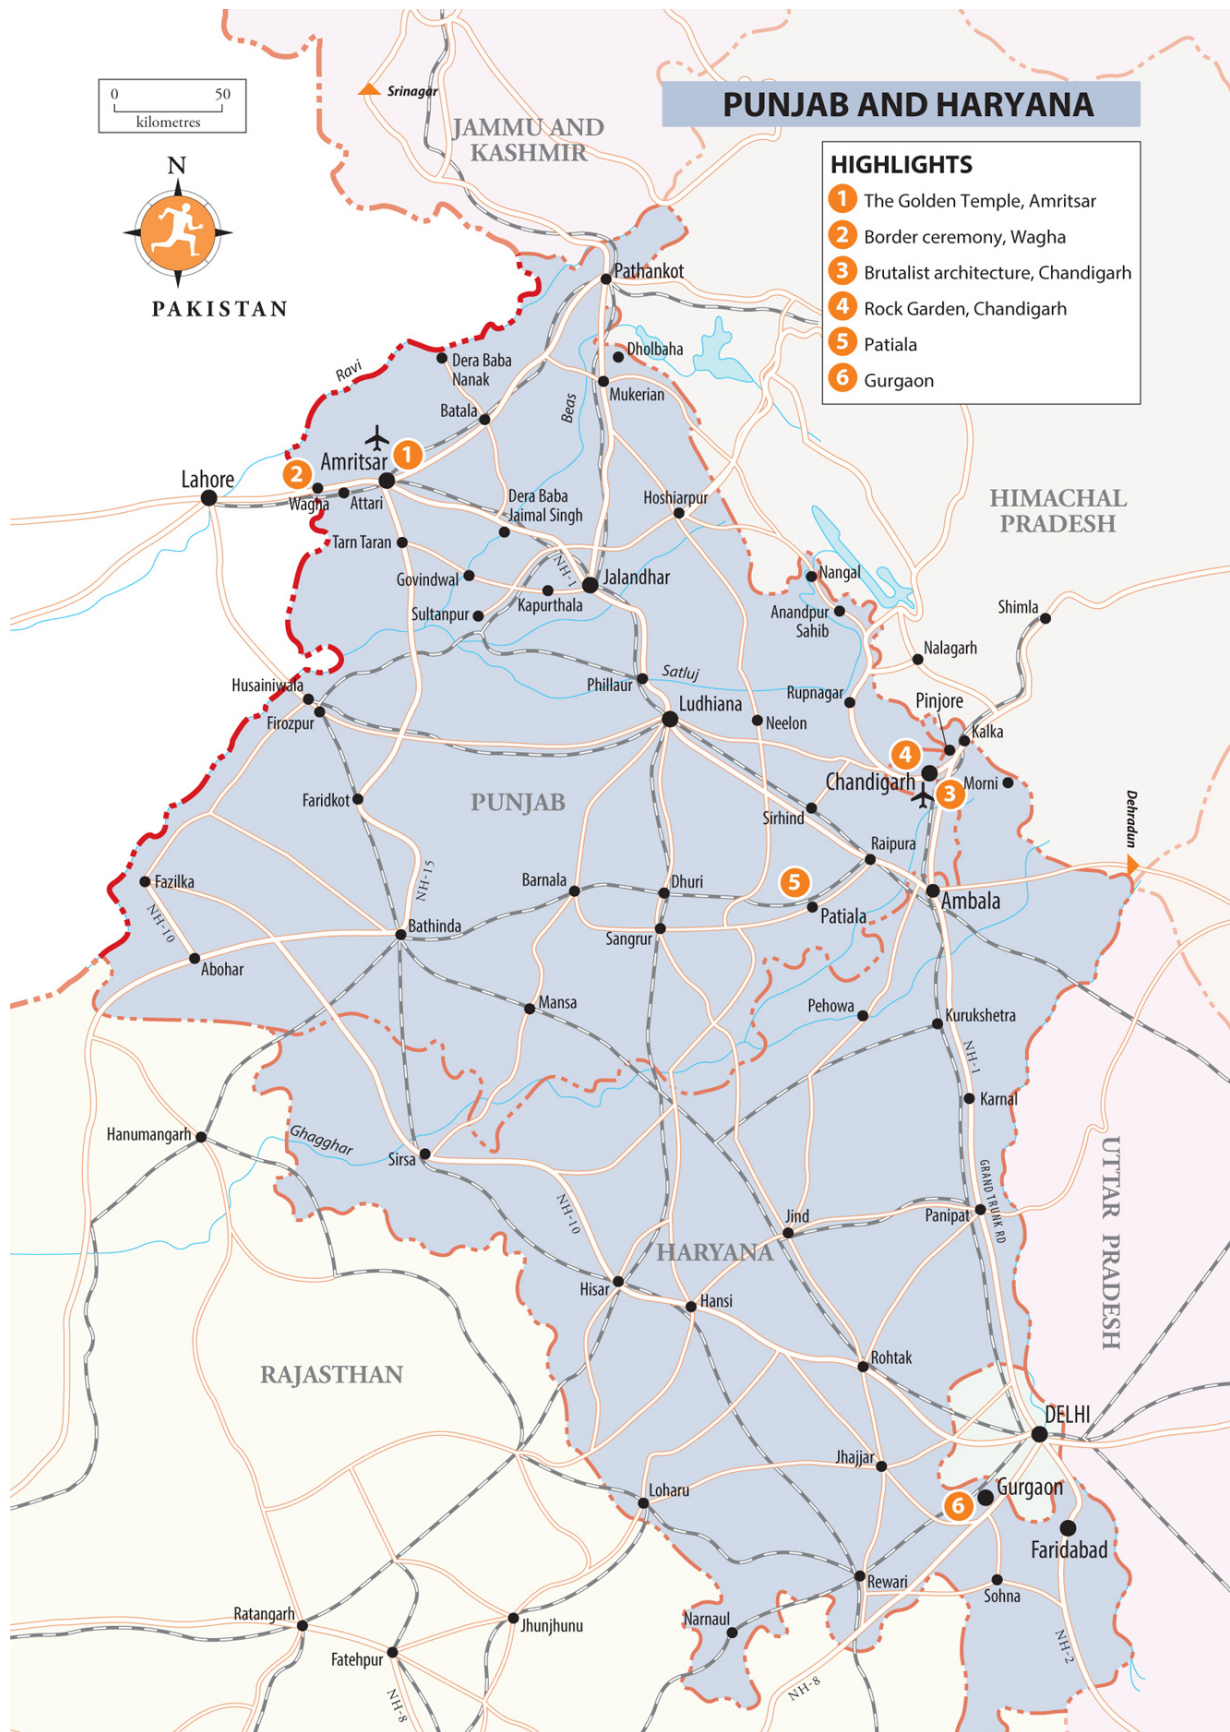 0 50
kilometres
N
PAKISTAN
Srinagar
JAMMU AND
KASHMIR
PUNJAB AND HARYANA
HIGHLIGHTS
1 The Golden Temple, Amritsar
2 Border ceremony, Wagha
3 Brutalist architecture, Chandigarh
4 Rock Garden, Chandigarh
5 Patiala
6 Gurgaon
Pathankot
Ravi
Dera Baba
Nanak
Dholbaha
Mukerian
Batala
Beas
Amritsar
1
2
Lahore
Wagha
Attari
Dera Baba
Jaimal Singh
Hoshiarpur
HIMACHAL
PRADESH
Tarn Taran
NH-1
Govindwal
Jalandhar
Nangal
Kapurthala
Sultanpur
Anandpur
Sahib
Shimla
Nalagarh
Husainiwala
Phillaur
Satluj
Rupnagar
Pinjore
Firozpur
Ludhiana
Neelon
Kalka
4
Chandigarh
3
Morni
Faridkot
PUNJAB
Sirhind
Dehradun
Raipura
Fazilka
NH-15
Barnala
Dhuri
5
Patiala
Ambala
NH-10
Bathinda
Sangrur
Abohar
Mansa
Pehowa
Kurukshetra
NH-1
Karnal
Hanumangarh
Ghagghar
Sirsa
UTTAR PRADESH
GRAND TRUNK RD
NH-10
Jind
Panipat
HARYANA
Hisar
Hansi
RAJASTHAN
Rohtak
DELHI
Jhajjar
Loharu
6
Gurgaon
Faridabad
Rewari
Sohna
Ratangarh
Jhunjhunu
Narnaul
Fatehpur
NH-2
NH-8
NH-8